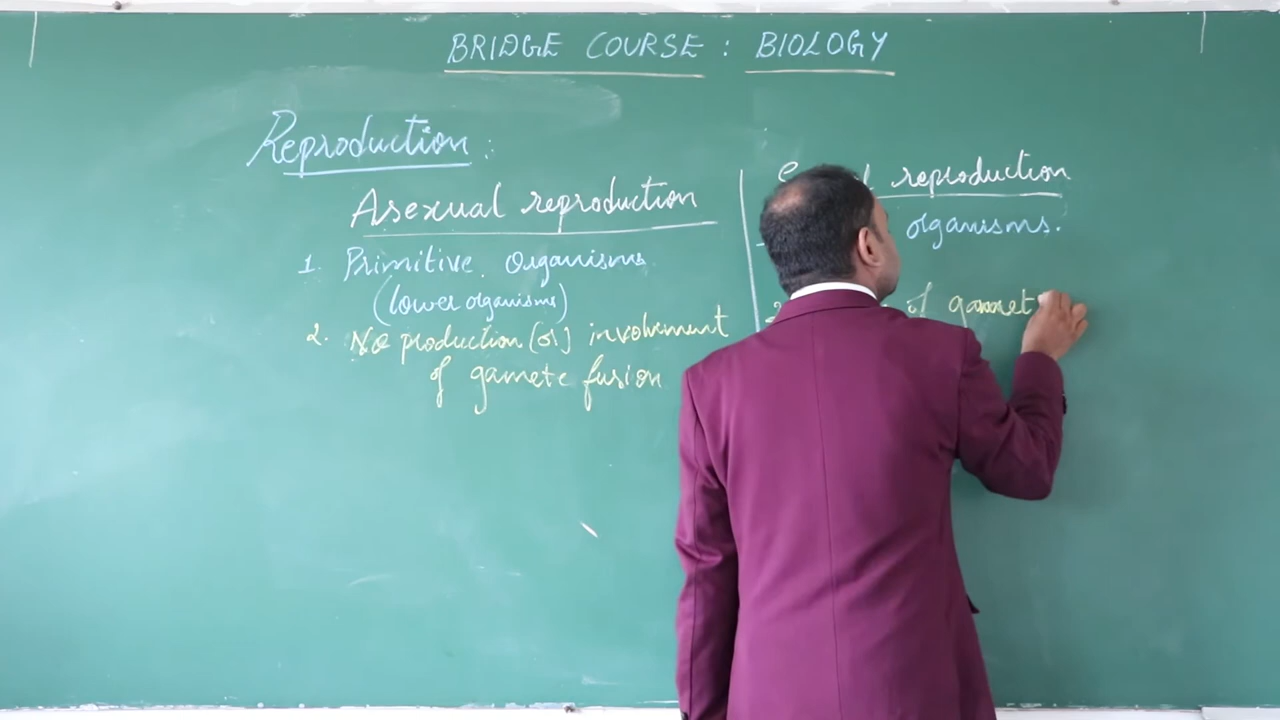 BRIDGE COURSE : BIOLOGY
Reproduction :
Asexual reproduction
1. Primitive organisms
(lower organisms)
2. No production (or) involvement
of gamete fusion
reproduction
organisms.
of gamet